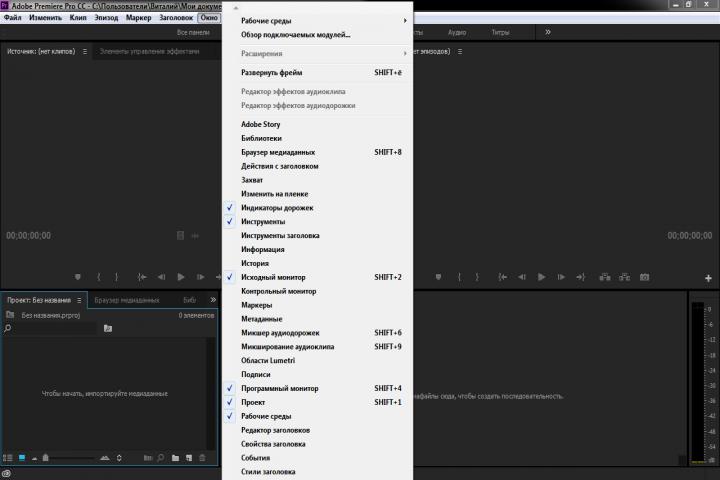 Adobe Premiere Pro CC - C:\Пользователи\Виталий\Мои докуме
Файл Изменить Клип Эпизод Маркер Заголовок Окно
Все панели
Аудио Титры »
Источник: (нет клипов) Элементы управления эффектами
нет эпизодов)
Рабочие среды
Обзор подключаемых модулей...
Расширения
Развернуть фрейм SHIFT+ё
Редактор эффектов аудиоклипа
Редактор эффектов аудиодорожки
Adobe Story
Библиотеки
Браузер медиаданных SHIFT+8
Действия с заголовком
Захват
Изменить на пленке
Индикаторы дорожек
Инструменты
Инструменты заголовка
Информация
История
Исходный монитор SHIFT+2
Контрольный монитор
Маркеры
Метаданные
Микшер аудиодорожек SHIFT+6
Микширование аудиоклипа SHIFT+9
Области Lumetri
Подписи
Программный монитор SHIFT+4
Проект SHIFT+1
Рабочие среды
Редактор заголовков
Свойства заголовка
События
Стили заголовка
00;00;00;00
00;00;00;00
Проект: Без названия Браузер медиаданных Биб »
Без названия.prproj 0 элементов
Чтобы начать, импортируйте медиаданные
иафайлы сюда, чтобы создать последовательность.
0
-6
-12
-18
-24
-30
-36
-42
-48
-54
dB